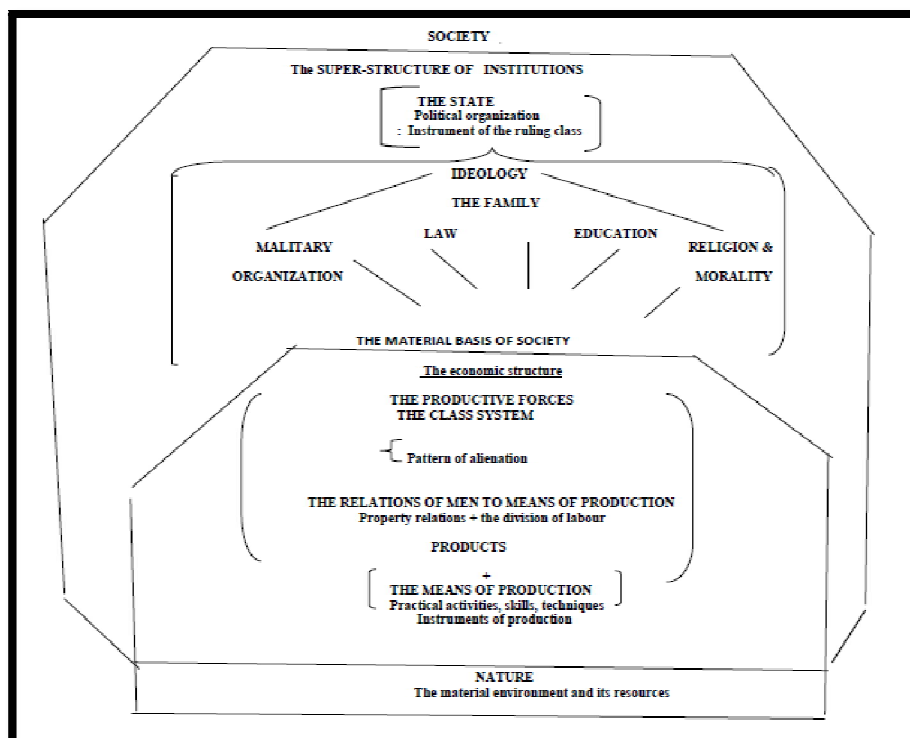 SOCIETY
The SUPER-STRUCTURE OF INSTITUTIONS
THE STATE
Political organization
: Instrument of the ruling class
IDEOLOGY
THE FAMILY
LAW
EDUCATION
MALITARY
ORGANIZATION
RELIGION &
MORALITY
THE MATERIAL BASIS OF SOCIETY
The economic structure
THE PRODUCTIVE FORCES
THE CLASS SYSTEM
Pattern of alienation
THE RELATIONS OF MEN TO MEANS OF PRODUCTION
Property relations + the division of labour
PRODUCTS
+
THE MEANS OF PRODUCTION
Practical activities, skills, techniques
Instruments of production
NATURE
The material environment and its resources